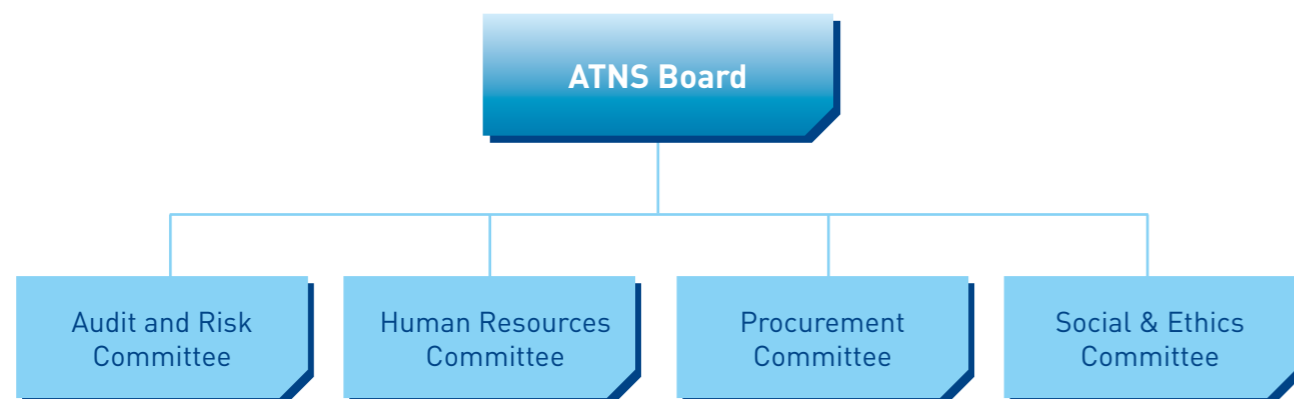 ATNS Board
Audit and Risk
Committee
Human Resources
Committee
Procurement
Committee
Social & Ethics
Committee